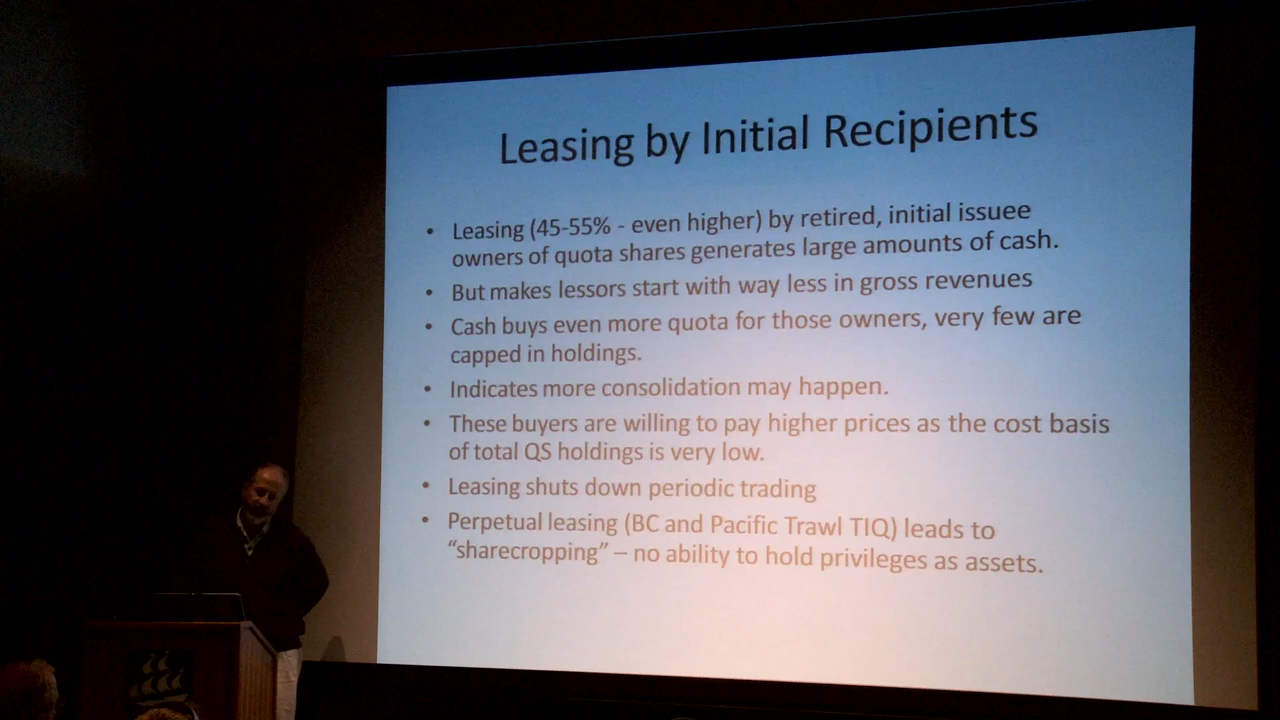 Leasing by Initial Recipients
• Leasing (45-55% - even higher) by retired, initial issuee
owners of quota shares generates large amounts of cash.
• But makes lessors start with way less in gross revenues
• Cash buys even more quota for those owners, very few are
capped in holdings.
• Indicates more consolidation may happen.
• These buyers are willing to pay higher prices as the cost basis
of total QS holdings is very low.
• Leasing shuts down periodic trading
• Perpetual leasing (BC and Pacific Trawl TIQ) leads to
“sharecropping” – no ability to hold privileges as assets.